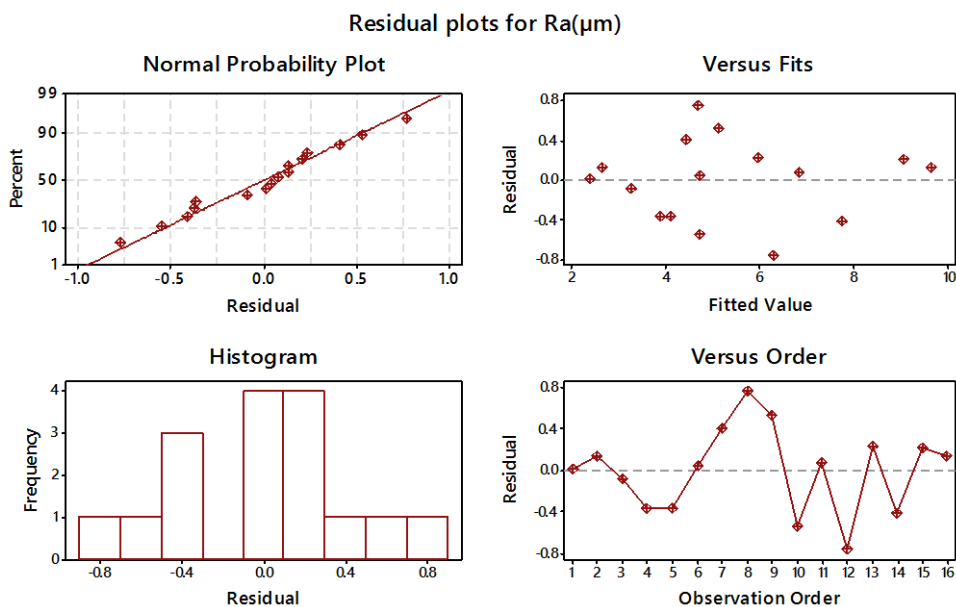 Residual plots for Ra(µm)
Normal Probability Plot
99
90
50
10
1
Percent
-1.0 -0.5 0.0 0.5 1.0
Residual
Versus Fits
0.8
0.4
0.0
-0.4
-0.8
Residual
2 4 6 8 10
Fitted Value
Histogram
4
3
2
1
0
Frequency
-0.8 -0.4 0.0 0.4 0.8
Residual
Versus Order
0.8
0.4
0.0
-0.4
-0.8
Residual
1 2 3 4 5 6 7 8 9 10 11 12 13 14 15 16
Observation Order